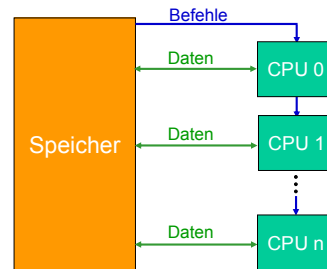 Befehle
Daten
CPU 0
Speicher
Daten
CPU 1
Daten
CPU n